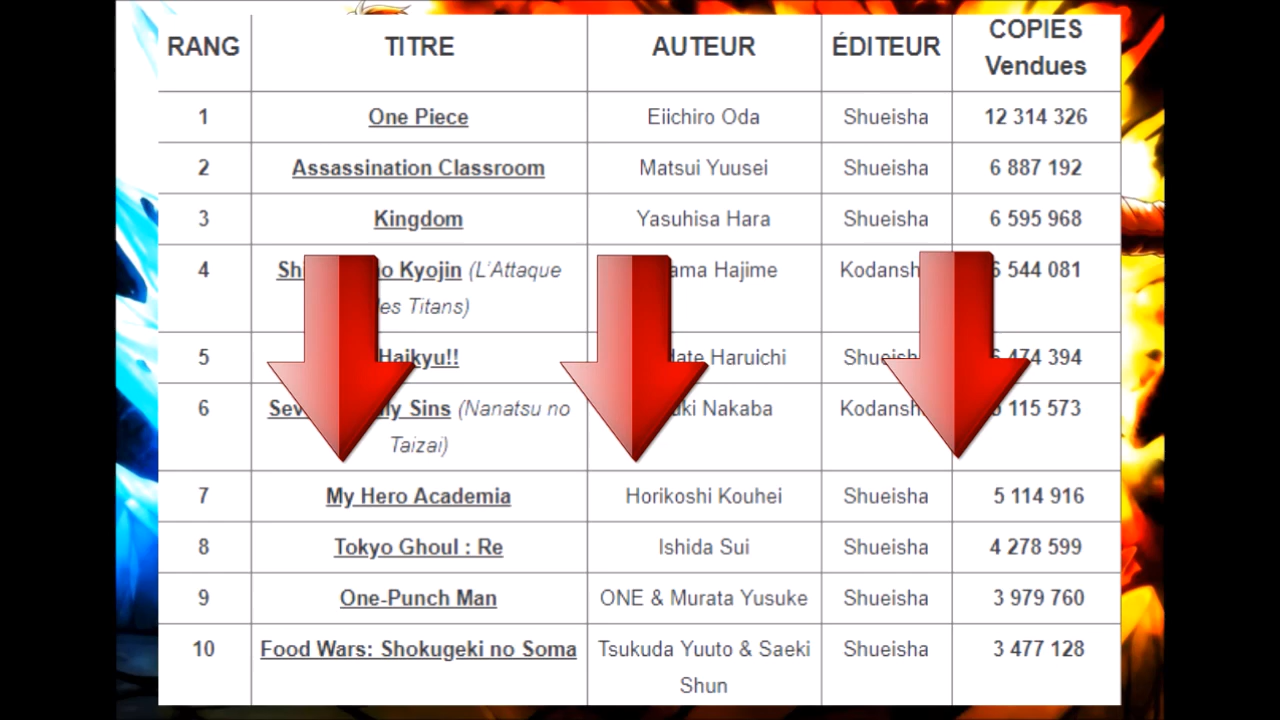 RANG TITRE AUTEUR ÉDITEUR COPIES
Vendues
1 One Piece Eiichiro Oda Shueisha 12 314 326
2 Assassination Classroom Matsui Yuusei Shueisha 6 887 192
3 Kingdom Yasuhisa Hara Shueisha 6 595 968
4 Kyojin (L'Attaque Hajime 544 081
Titans)
5 Haikyu!! Haruichi 474 394
6 Sins (Nanatsu no Nakaba 115 573
Taizai)
7 My Hero Academia Horikoshi Kouhei Shueisha 5 114 916
8 Tokyo Ghoul : Re Ishida Sui Shueisha 4 278 599
9 One-Punch Man ONE & Murata Yusuke Shueisha 3 979 760
10 Food Wars: Shokugeki no Soma Tsukuda Yuuto & Saeki Shueisha 3 477 128
Shun